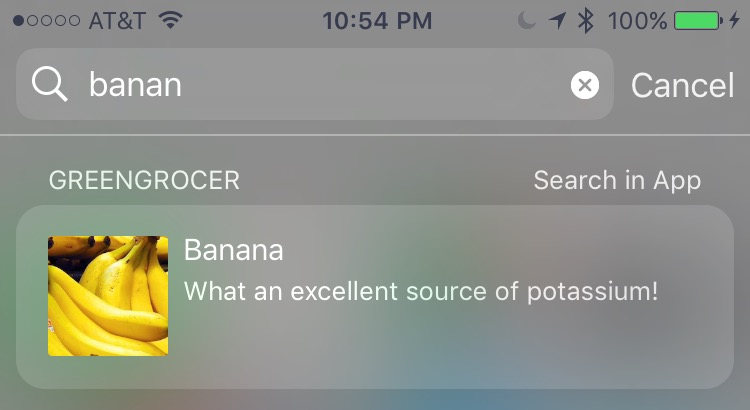 AT&T 10:54 PM 100%
banan Cancel
GREENGROCER Search in App
Banana
What an excellent source of potassium!